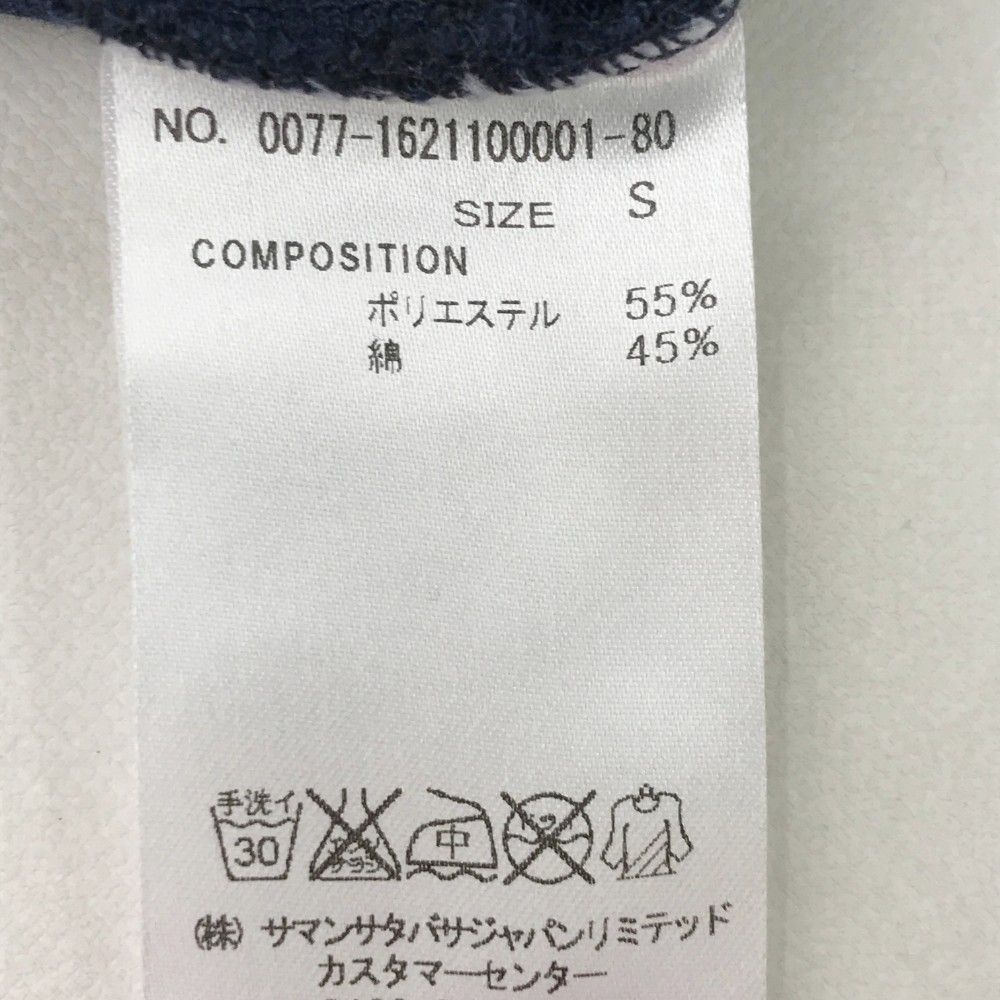 NO. 0077-1621100001-80
SIZE S
COMPOSITION
ポリエステル 55%
綿 45%
手洗イ
30
中
(株) サマンサタバサジャパンリミテッド
カスタマーセンター